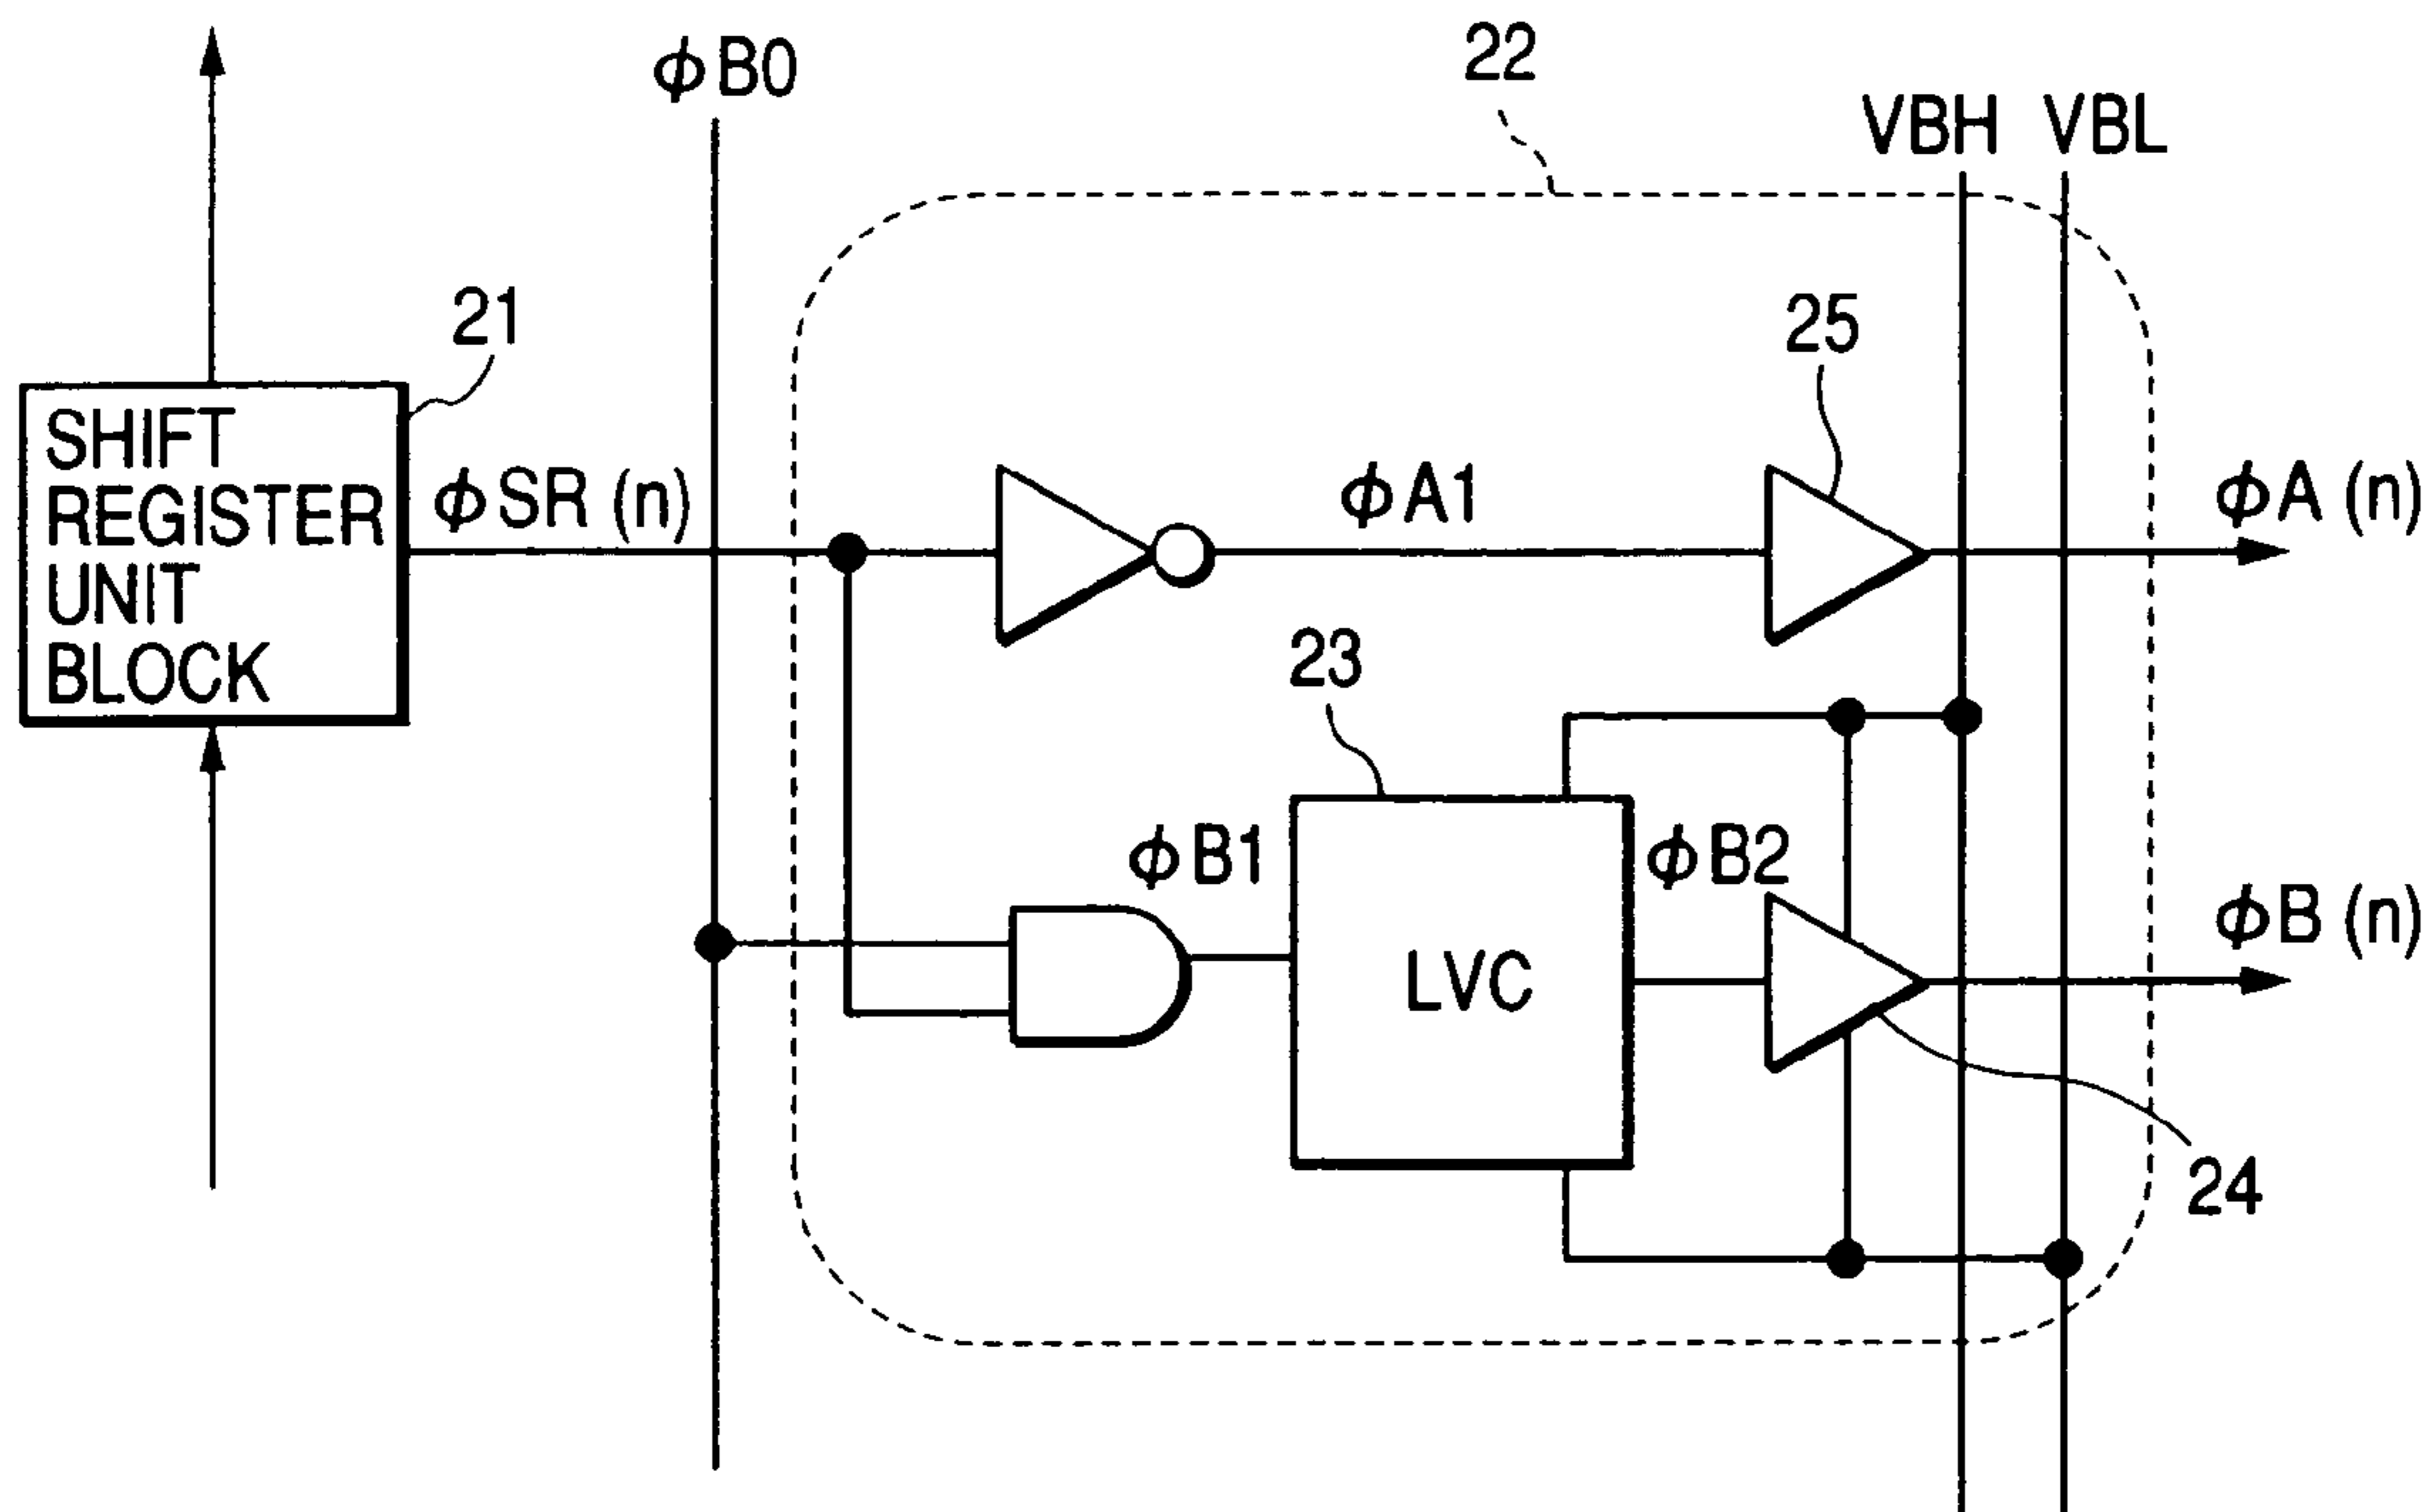 22
φB0
VBH
VBL
21
25
SHIFT
REGISTER
UNIT
BLOCK
φSR (n)
φA1
φA (n)
23
φB1
φB2
LVC
φB (n)
24